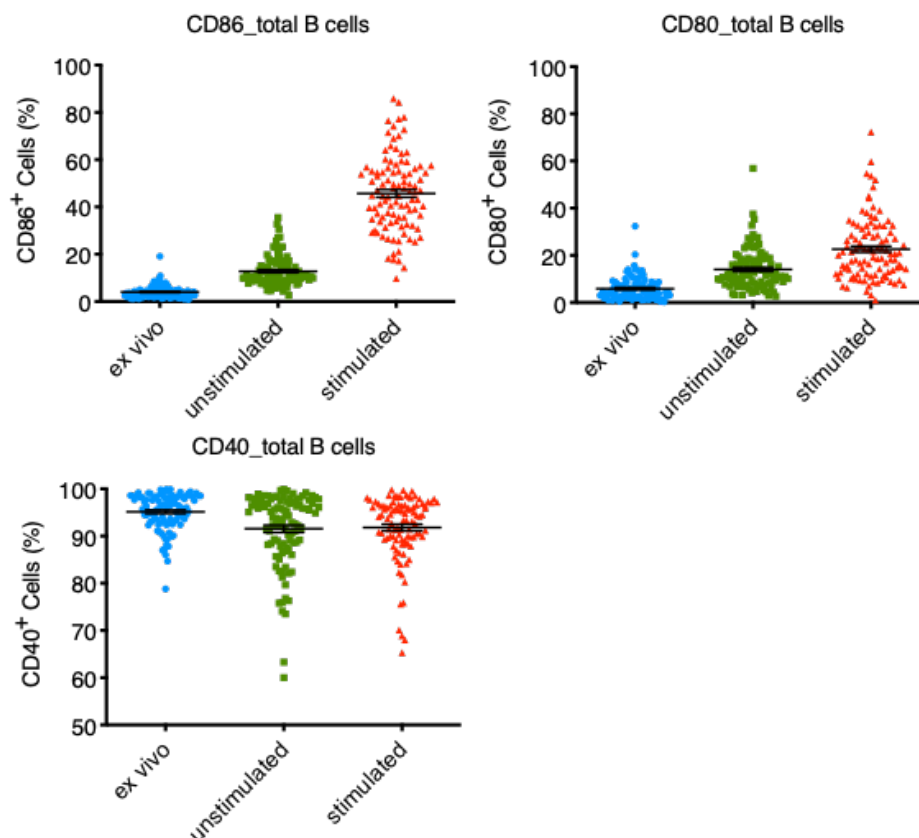 CD86_total B cells
CD86+ Cells (%)
100
80
60
40
20
0
ex vivo
unstimulated
stimulated
CD80_total B cells
CD80+ Cells (%)
100
80
60
40
20
0
ex vivo
unstimulated
stimulated
CD40_total B cells
CD40+ Cells (%)
100
90
80
70
60
50
ex vivo
unstimulated
stimulated